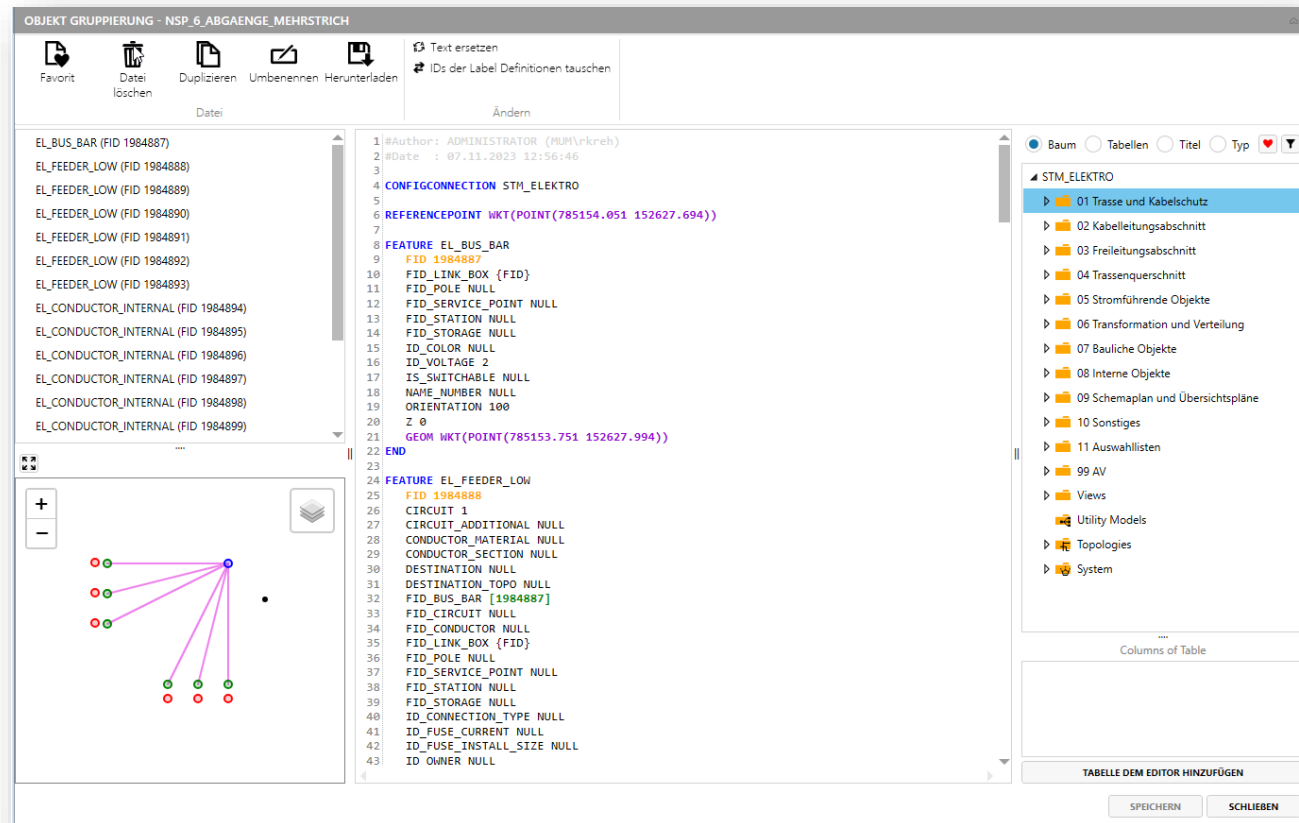 OBJEKT GRUPPIERUNG - NSP_6_ABGAENGE_MEHRSTRICH
Favorit
Datei löschen
Duplizieren
Umbenennen
Herunterladen
Datei
Text ersetzen
IDs der Label Definitionen tauschen
Ändern
EL_BUS_BAR (FID 1984887)
EL_FEEDER_LOW (FID 1984888)
EL_FEEDER_LOW (FID 1984889)
EL_FEEDER_LOW (FID 1984890)
EL_FEEDER_LOW (FID 1984891)
EL_FEEDER_LOW (FID 1984892)
EL_FEEDER_LOW (FID 1984893)
EL_CONDUCTOR_INTERNAL (FID 1984894)
EL_CONDUCTOR_INTERNAL (FID 1984895)
EL_CONDUCTOR_INTERNAL (FID 1984896)
EL_CONDUCTOR_INTERNAL (FID 1984897)
EL_CONDUCTOR_INTERNAL (FID 1984898)
EL_CONDUCTOR_INTERNAL (FID 1984899)
+
−
1 #Author: ADMINISTRATOR (MUM\rkreh)
2 #Date  : 07.11.2023 12:56:46
3
4 CONFIGCONNECTION STM_ELEKTRO
5
6 REFERENCEPOINT WKT(POINT(785154.051 152627.694))
7
8 FEATURE EL_BUS_BAR
9 FID 1984887
10 FID_LINK_BOX {FID}
11 FID_POLE NULL
12 FID_SERVICE_POINT NULL
13 FID_STATION NULL
14 FID_STORAGE NULL
15 ID_COLOR NULL
16 ID_VOLTAGE 2
17 IS_SWITCHABLE NULL
18 NAME_NUMBER NULL
19 ORIENTATION 100
20 Z 0
21 GEOM WKT(POINT(785153.751 152627.994))
22 END
23
24 FEATURE EL_FEEDER_LOW
25 FID 1984888
26 CIRCUIT 1
27 CIRCUIT_ADDITIONAL NULL
28 CONDUCTOR_MATERIAL NULL
29 CONDUCTOR_SECTION NULL
30 DESTINATION NULL
31 DESTINATION_TOPO NULL
32 FID_BUS_BAR [1984887]
33 FID_CIRCUIT NULL
34 FID_CONDUCTOR NULL
35 FID_LINK_BOX {FID}
36 FID_POLE NULL
37 FID_SERVICE_POINT NULL
38 FID_STATION NULL
39 FID_STORAGE NULL
40 ID_CONNECTION_TYPE NULL
41 ID_FUSE_CURRENT NULL
42 ID_FUSE_INSTALL_SIZE NULL
43 ID OWNER NULL
Baum Tabellen Titel Typ
STM_ELEKTRO
01 Trasse und Kabelschutz
02 Kabelleitungsabschnitt
03 Freileitungsabschnitt
04 Trassenquerschnitt
05 Stromführende Objekte
06 Transformation und Verteilung
07 Bauliche Objekte
08 Interne Objekte
09 Schemaplan und Übersichtspläne
10 Sonstiges
11 Auswahllisten
99 AV
Views
Utility Models
Topologies
System
Columns of Table
TABELLE DEM EDITOR HINZUFÜGEN
SPEICHERN
SCHLIEßEN